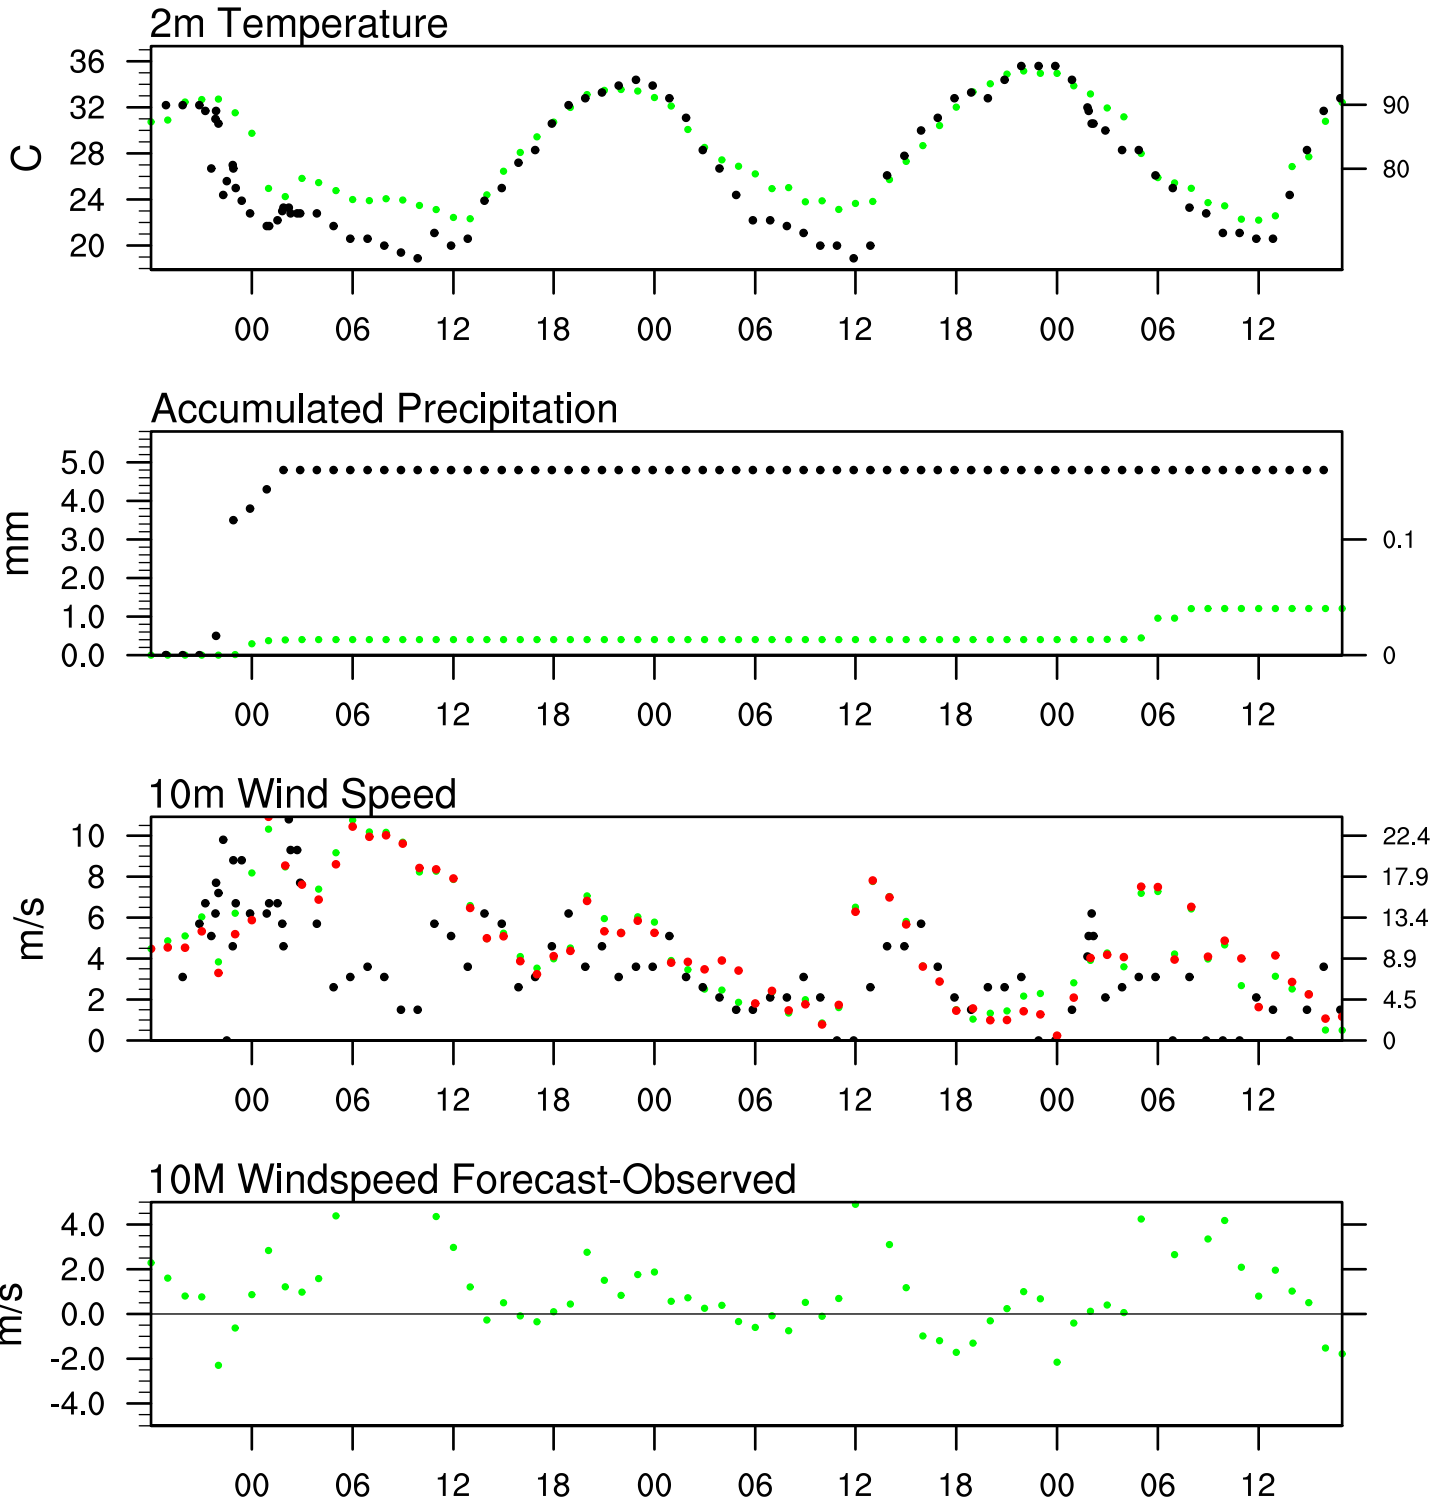 2m Temperature
36
32
28
24
20
C
90
80
00 06 12 18 00 06 12 18 00 06 12
Accumulated Precipitation
5.0
4.0
3.0
2.0
1.0
0.0
mm
0.1
0
00 06 12 18 00 06 12 18 00 06 12
10m Wind Speed
10
8
6
4
2
0
m/s
22.4
17.9
13.4
8.9
4.5
0
00 06 12 18 00 06 12 18 00 06 12
10M Windspeed Forecast-Observed
4.0
2.0
0.0
-2.0
-4.0
m/s
00 06 12 18 00 06 12 18 00 06 12